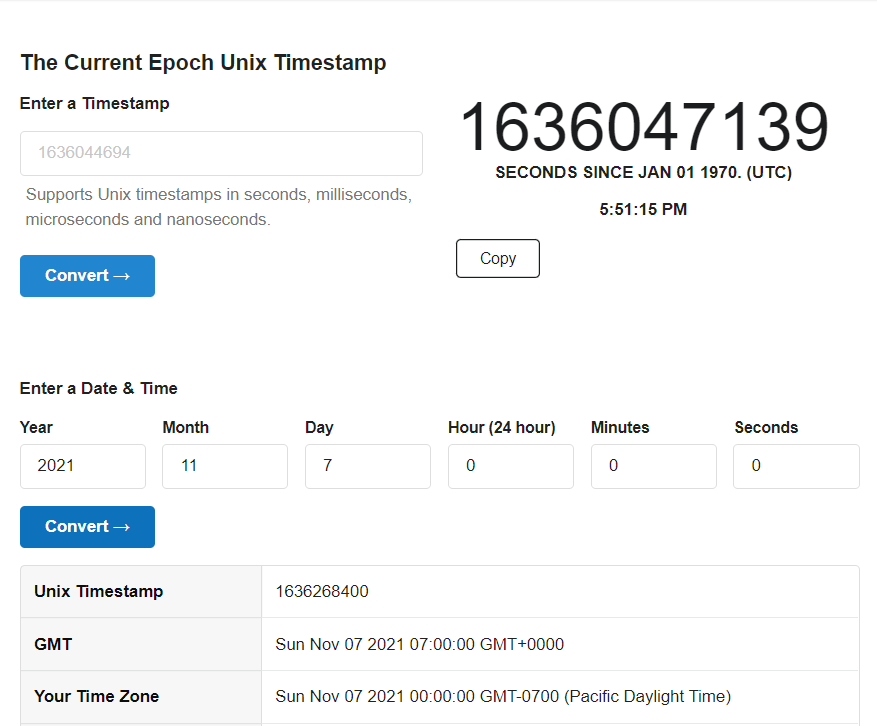 The Current Epoch Unix Timestamp
Enter a Timestamp
1636044694
Supports Unix timestamps in seconds, milliseconds,
microseconds and nanoseconds.
Convert →
1636047139
SECONDS SINCE JAN 01 1970. (UTC)
5:51:15 PM
Copy
Enter a Date & Time
Year Month Day Hour (24 hour) Minutes Seconds
2021 11 7 0 0 0
Convert →
Unix Timestamp 1636268400
GMT Sun Nov 07 2021 07:00:00 GMT+0000
Your Time Zone Sun Nov 07 2021 00:00:00 GMT-0700 (Pacific Daylight Time)